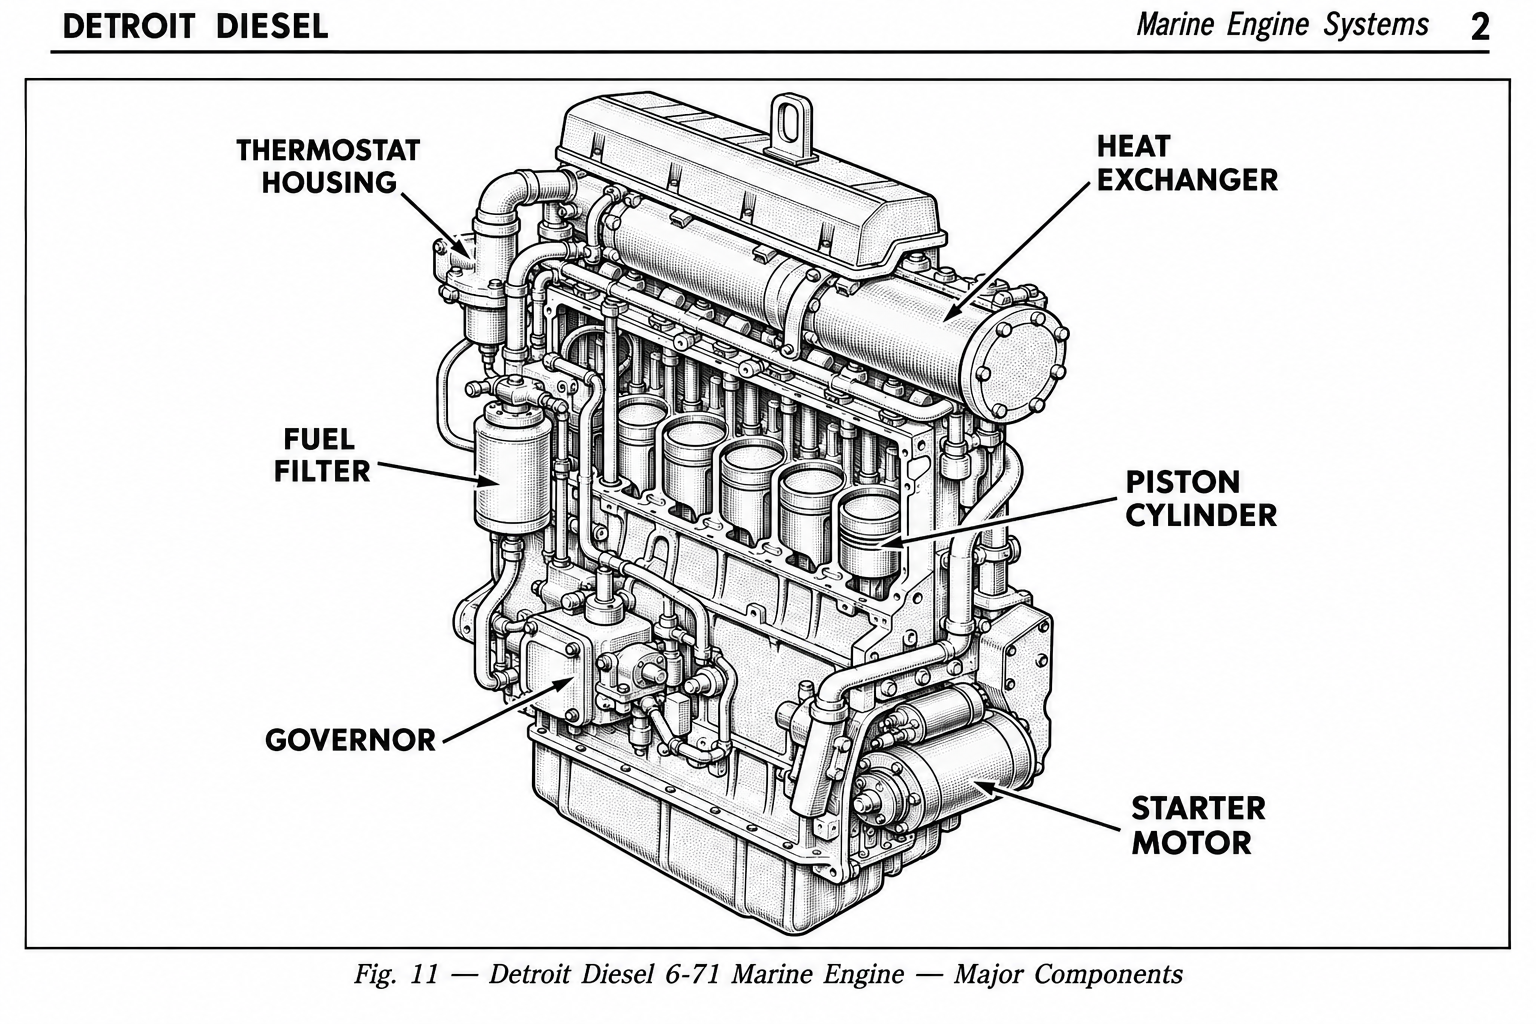 DETROIT DIESEL
Marine Engine Systems 2
THERMOSTAT
HOUSING
HEAT
EXCHANGER
FUEL
FILTER
PISTON
CYLINDER
GOVERNOR
STARTER
MOTOR
Fig. 11 — Detroit Diesel 6-71 Marine Engine — Major Components